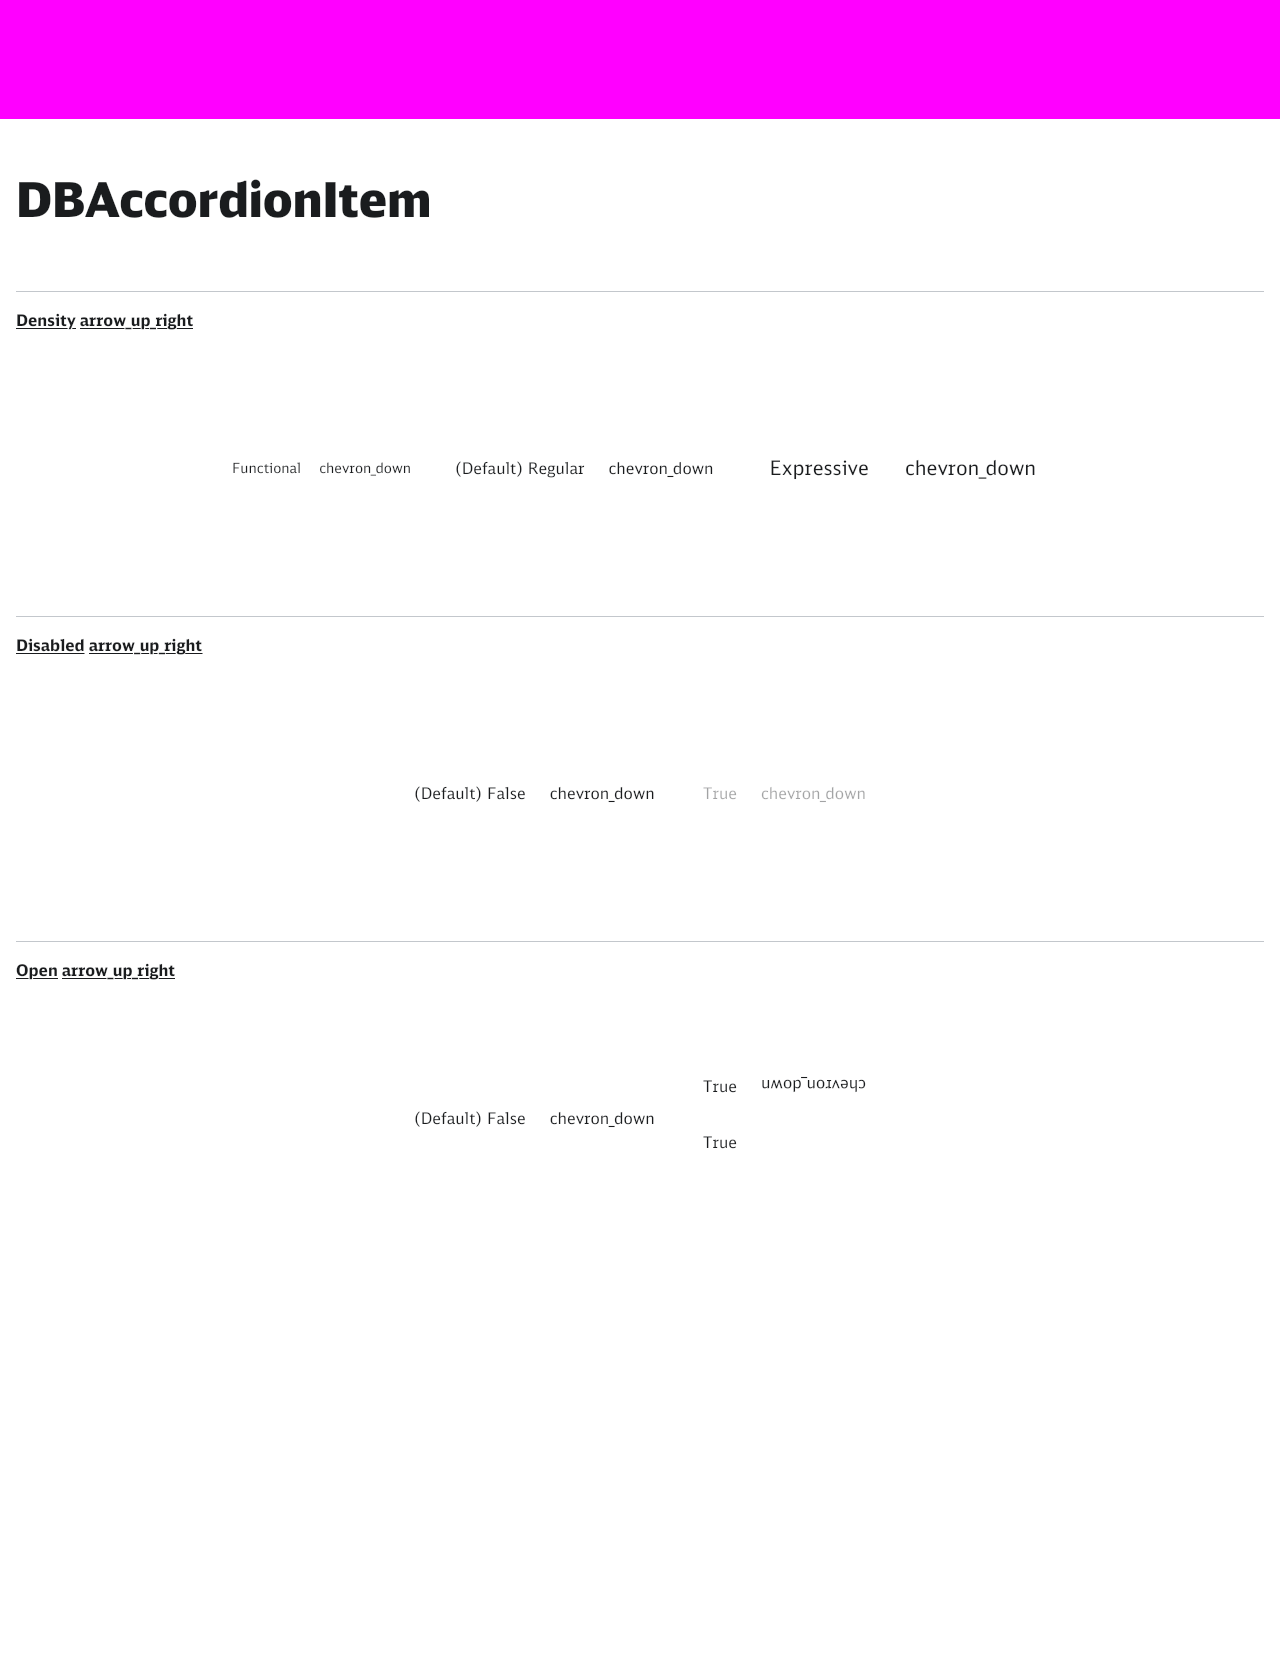 DBAccordionItem
Density arrow_up_right
Functional chevron_down (Default) Regular chevron_down Expressive chevron_down
Disabled arrow_up_right
(Default) False chevron_down True chevron_down
Open arrow_up_right
(Default) False chevron_down True chevron_down
True